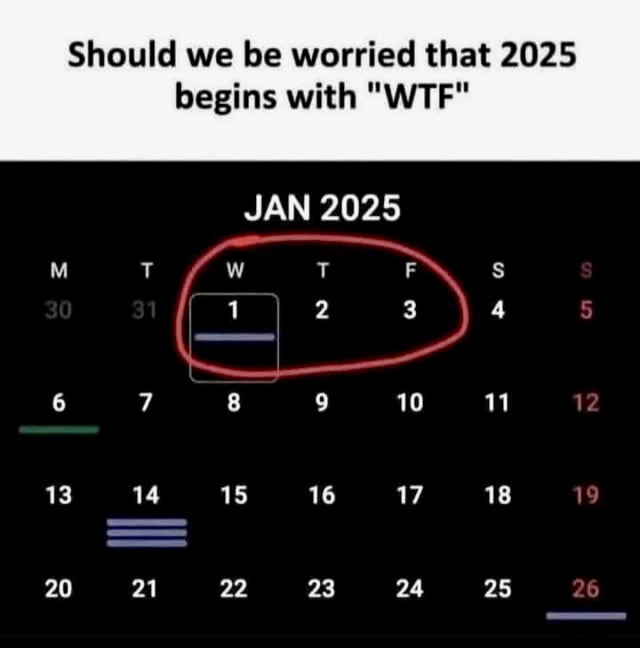 Should we be worried that 2025
begins with "WTF"
JAN 2025
M T W T F S S
30 31 1 2 3 4 5
6 7 8 9 10 11 12
13 14 15 16 17 18 19
20 21 22 23 24 25 26